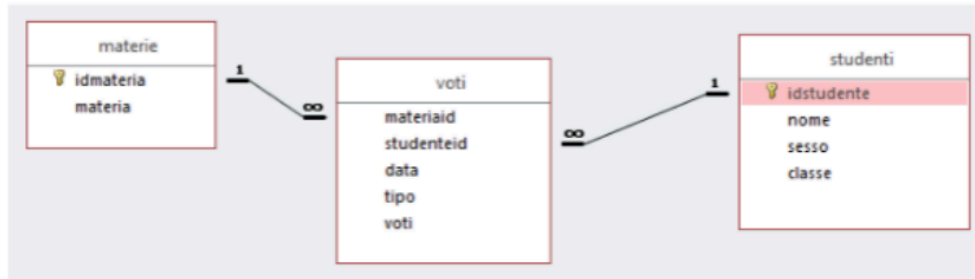 materie
idmateria
materia
1
∞
voti
materiaid
studenteid
data
tipo
voti
∞
1
studenti
idstudente
nome
sesso
classe